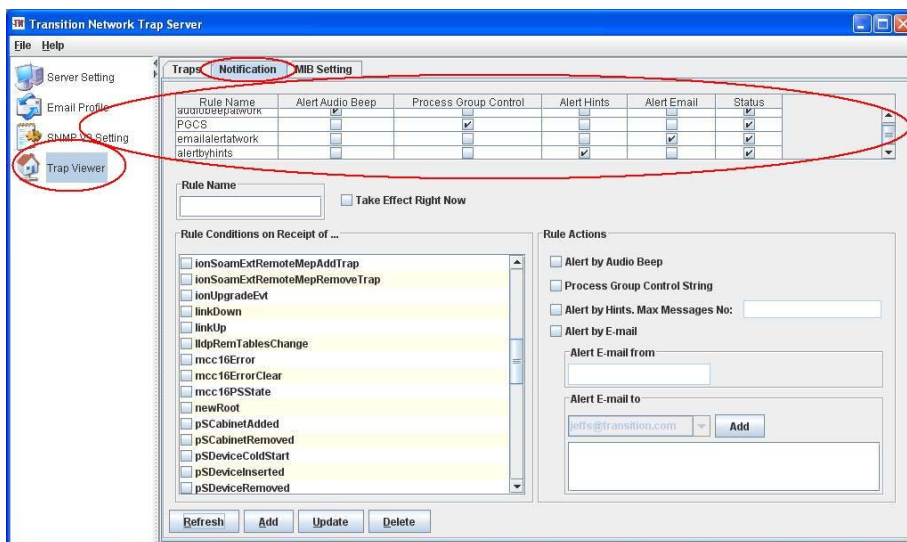 Transition Network Trap Server
File Help
Server Setting
Email Profile
SNMP V3 Setting
Trap Viewer
Traps Notification MIB Setting
Rule Name Alert Audio Beep Process Group Control Alert Hints Alert Email Status
audiobeepatwork
PGCS
emailalertatwork
alertbyhints
Rule Name
Take Effect Right Now
Rule Conditions on Receipt of ...
ionSoamExtRemoteMepAddTrap
ionSoamExtRemoteMepRemoveTrap
ionUpgradeEvt
linkDown
linkUp
lldpRemTablesChange
mcc16Error
mcc16ErrorClear
mcc16PSState
newRoot
pSCabinetAdded
pSCabinetRemoved
pSDeviceColdStart
pSDeviceInserted
pSDeviceRemoved
Rule Actions
Alert by Audio Beep
Process Group Control String
Alert by Hints. Max Messages No:
Alert by E-mail
Alert E-mail from
Alert E-mail to
jeffs@transition.com Add
Refresh Add Update Delete